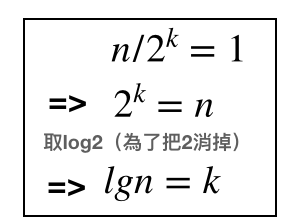 n/2^k = 1
=> 2^k = n
取log2（為了把2消掉）
=> lgn = k